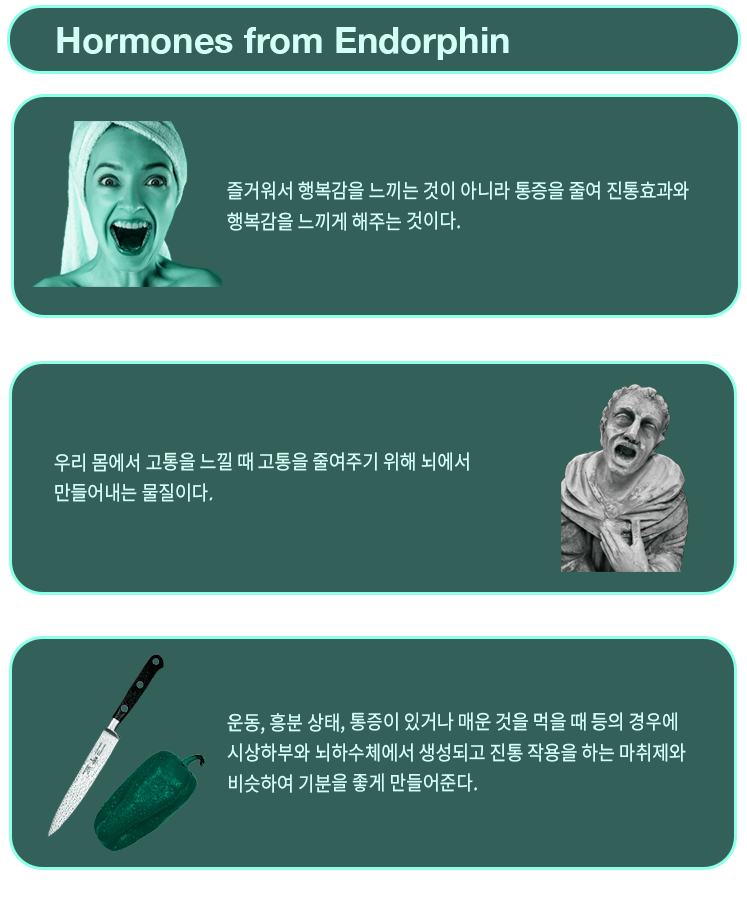 Hormones from Endorphin
즐거워서 행복감을 느끼는 것이 아니라 통증을 줄여 진통효과와
행복감을 느끼게 해주는 것이다.
우리 몸에서 고통을 느낄 때 고통을 줄여주기 위해 뇌에서
만들어내는 물질이다.
운동, 흥분 상태, 통증이 있거나 매운 것을 먹을 때 등의 경우에
시상하부와 뇌하수체에서 생성되고 진통 작용을 하는 마취제와
비슷하여 기분을 좋게 만들어준다.